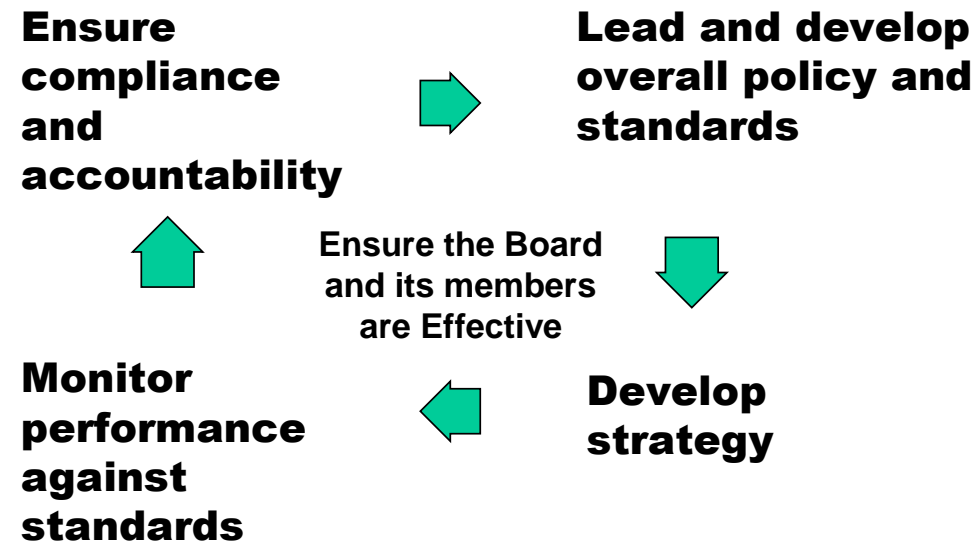 Ensure
compliance
and
accountability
Lead and develop
overall policy and
standards
Ensure the Board
and its members
are Effective
Monitor
performance
against
standards
Develop
strategy